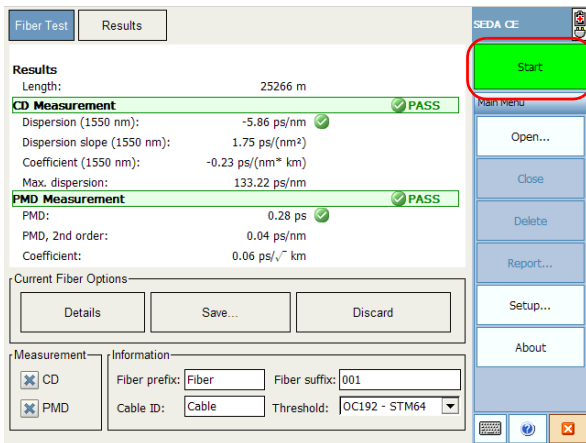 Fiber Test
Results
SEDA CE
Start
Results
Length: 25266 m
CD Measurement PASS
Dispersion (1550 nm): -5.86 ps/nm
Dispersion slope (1550 nm): 1.75 ps/(nm²)
Coefficient (1550 nm): -0.23 ps/(nm* km)
Max. dispersion: 133.22 ps/nm
PMD Measurement PASS
PMD: 0.28 ps
PMD, 2nd order: 0.04 ps/nm
Coefficient: 0.06 ps/√¯ km
Current Fiber Options
Details
Save...
Discard
Measurement
CD
PMD
Information
Fiber prefix: Fiber
Fiber suffix: 001
Cable ID: Cable
Threshold: OC192 - STM64
Main Menu
Open...
Close
Delete
Report...
Setup...
About